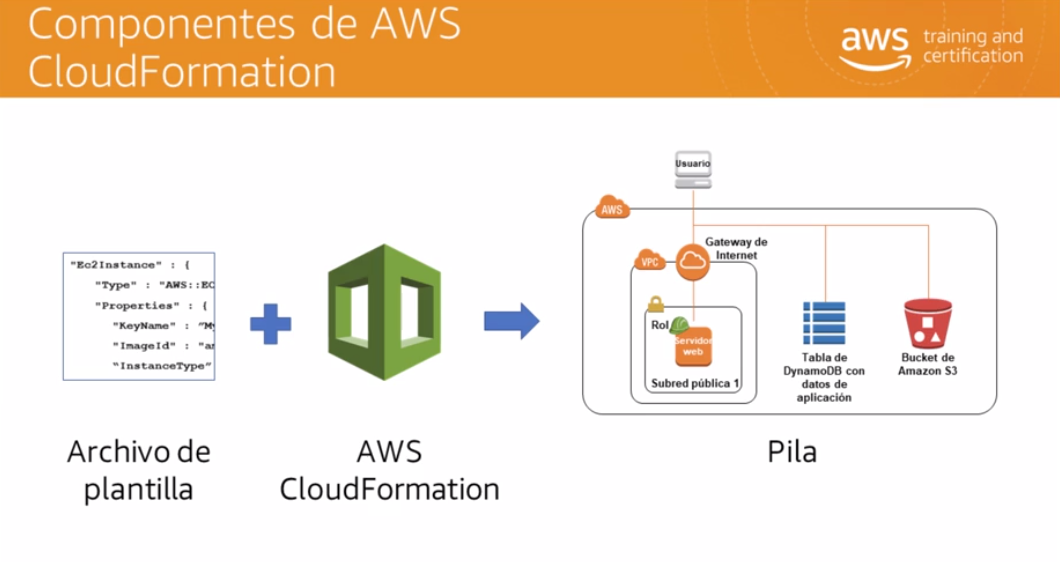 Componentes de AWS
CloudFormation
aws
training and
certification
"Ec2Instance" : {
"Type" : "AWS::EC
"Properties" : {
"KeyName" : "My
"ImageId" : "am
"InstanceType"
Archivo de
plantilla
AWS
CloudFormation
Usuario
AWS
Gateway de
Internet
VPC
Rol
Servidor
web
Subred pública 1
Tabla de
DynamoDB con
datos de
aplicación
Bucket de
Amazon S3
Pila